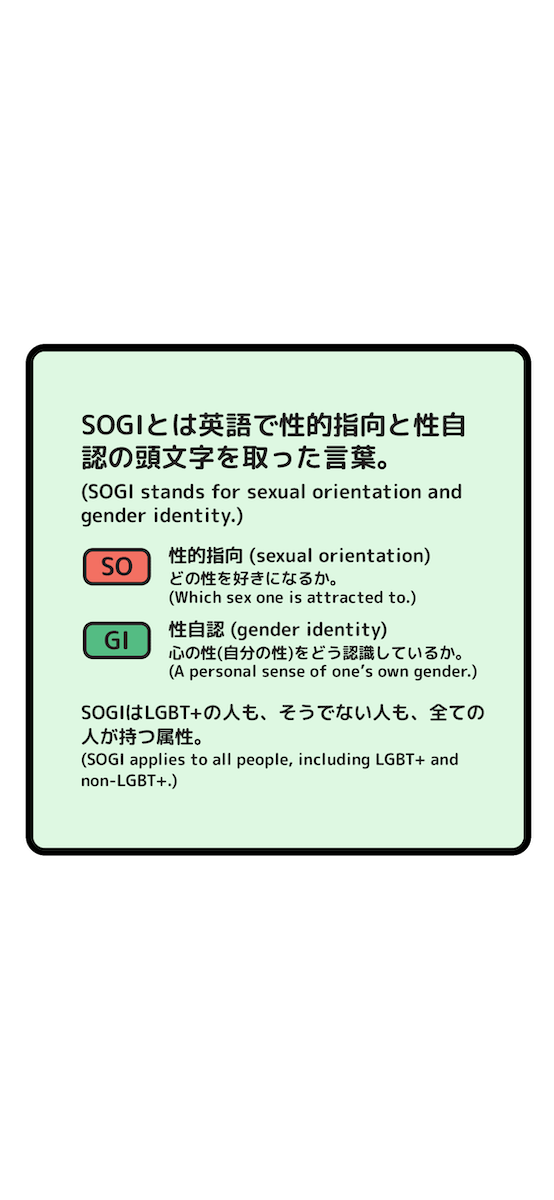 SOGIとは英語で性的指向と性自
認の頭文字を取った言葉。
(SOGI stands for sexual orientation and
gender identity.)
SO
性的指向 (sexual orientation)
どの性を好きになるか。
(Which sex one is attracted to.)
GI
性自認 (gender identity)
心の性(自分の性)をどう認識しているか。
(A personal sense of one’s own gender.)
SOGIはLGBT+の人も、そうでない人も、全ての
人が持つ属性。
(SOGI applies to all people, including LGBT+ and
non-LGBT+.)